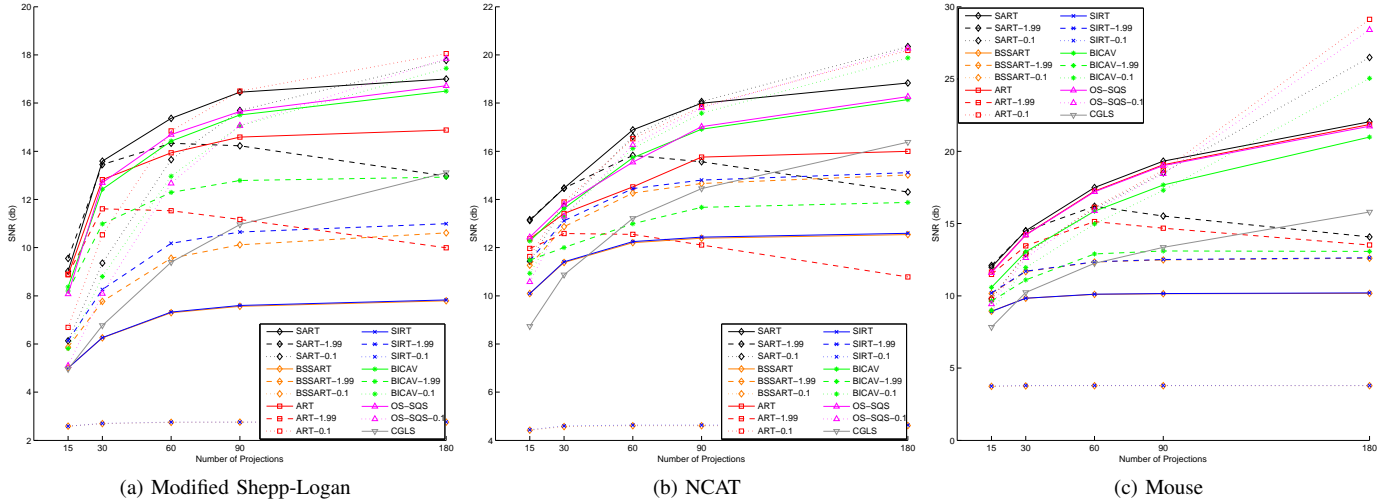 20
18
16
14
12
10
8
6
4
2
SNR (db)
15 30 60 90 180
Number of Projections
SART
SART-1.99
SART-0.1
BSSART
BSSART-1.99
BSSART-0.1
ART
ART-1.99
ART-0.1
SIRT
SIRT-1.99
SIRT-0.1
BICAV
BICAV-1.99
BICAV-0.1
OS-SQS
OS-SQS-0.1
CGLS
(a) Modified Shepp-Logan
22
20
18
16
14
12
10
8
6
4
SNR (db)
15 30 60 90 180
Number of Projections
SART
SART-1.99
SART-0.1
BSSART
BSSART-1.99
BSSART-0.1
ART
ART-1.99
ART-0.1
SIRT
SIRT-1.99
SIRT-0.1
BICAV
BICAV-1.99
BICAV-0.1
OS-SQS
OS-SQS-0.1
CGLS
(b) NCAT
30
25
20
15
10
5
0
SNR (db)
SART
SART-1.99
SART-0.1
BSSART
BSSART-1.99
BSSART-0.1
ART
ART-1.99
ART-0.1
SIRT
SIRT-1.99
SIRT-0.1
BICAV
BICAV-1.99
BICAV-0.1
OS-SQS
OS-SQS-0.1
CGLS
15 30 60 90 180
Number of Projections
(c) Mouse